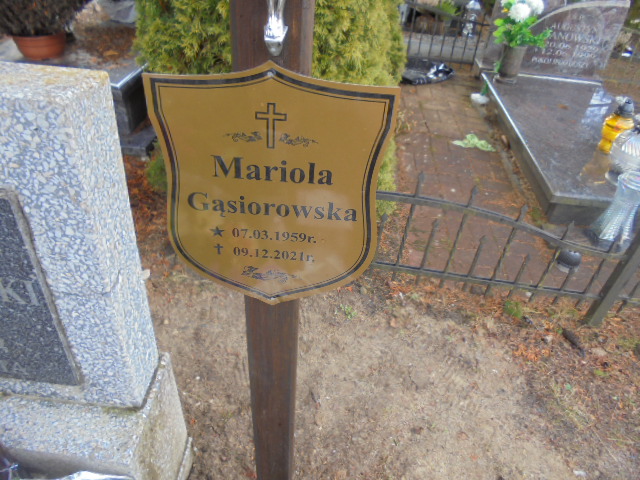 Mariola
Gąsiorowska
★ 07.03.1959r.
✝ 09.12.2021r.